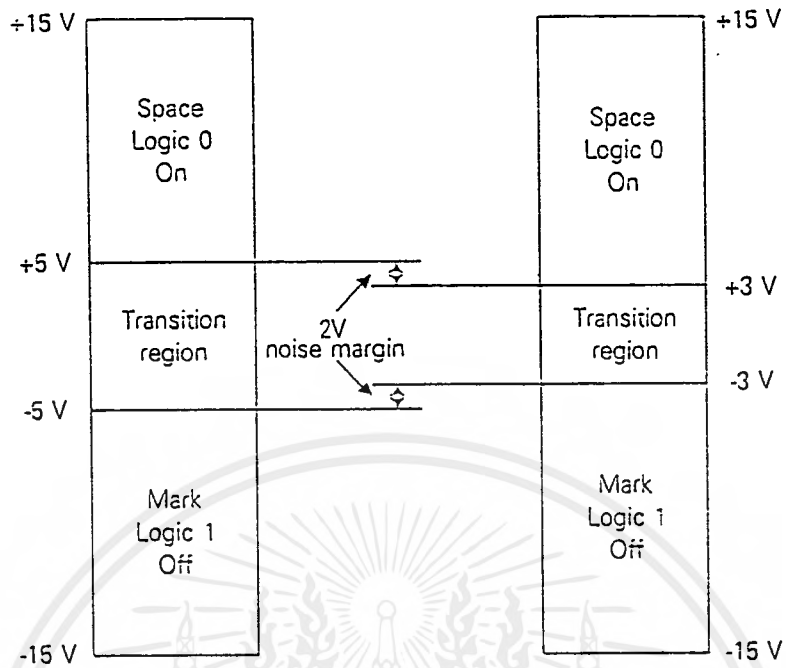 +15 V
Space
Logic 0
On
+5 V
Transition
region
-5 V
Mark
Logic 1
Off
-15 V
2V
noise margin
+15 V
Space
Logic 0
On
+3 V
Transition
region
-3 V
Mark
Logic 1
Off
-15 V